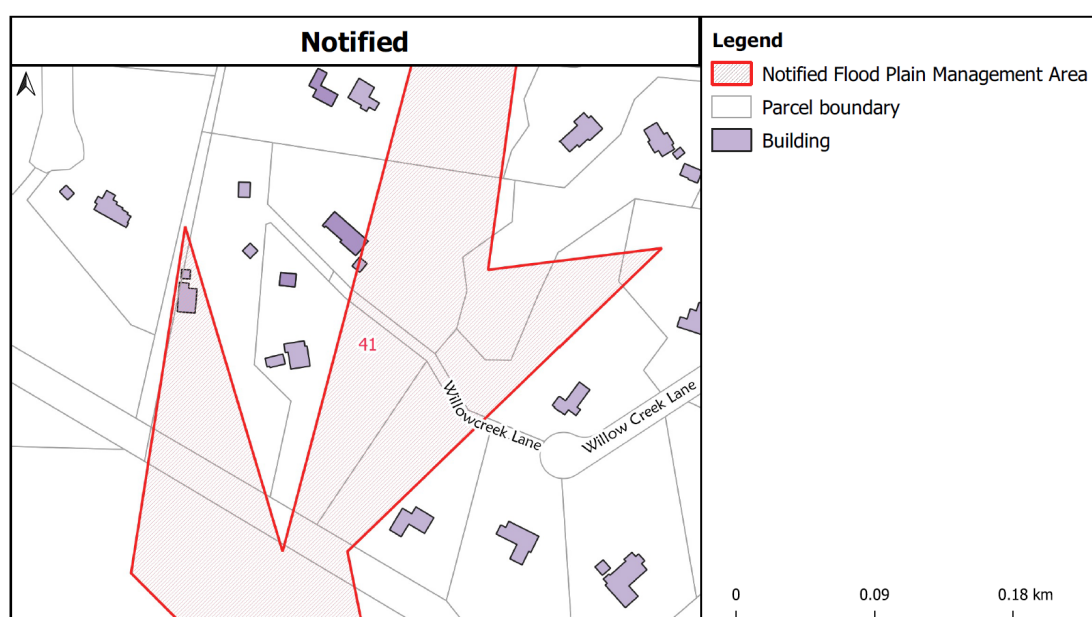 Notified
Legend
Notified Flood Plain Management Area
Parcel boundary
Building
41
Willowcreek Lane
Willow Creek Lane
0 0.09 0.18 km